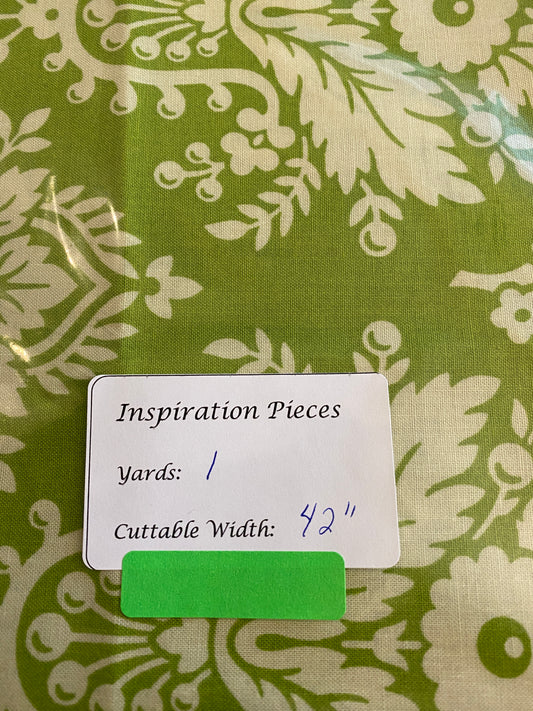 Inspiration Pieces
Yards: 1
Cuttable Width: 42"